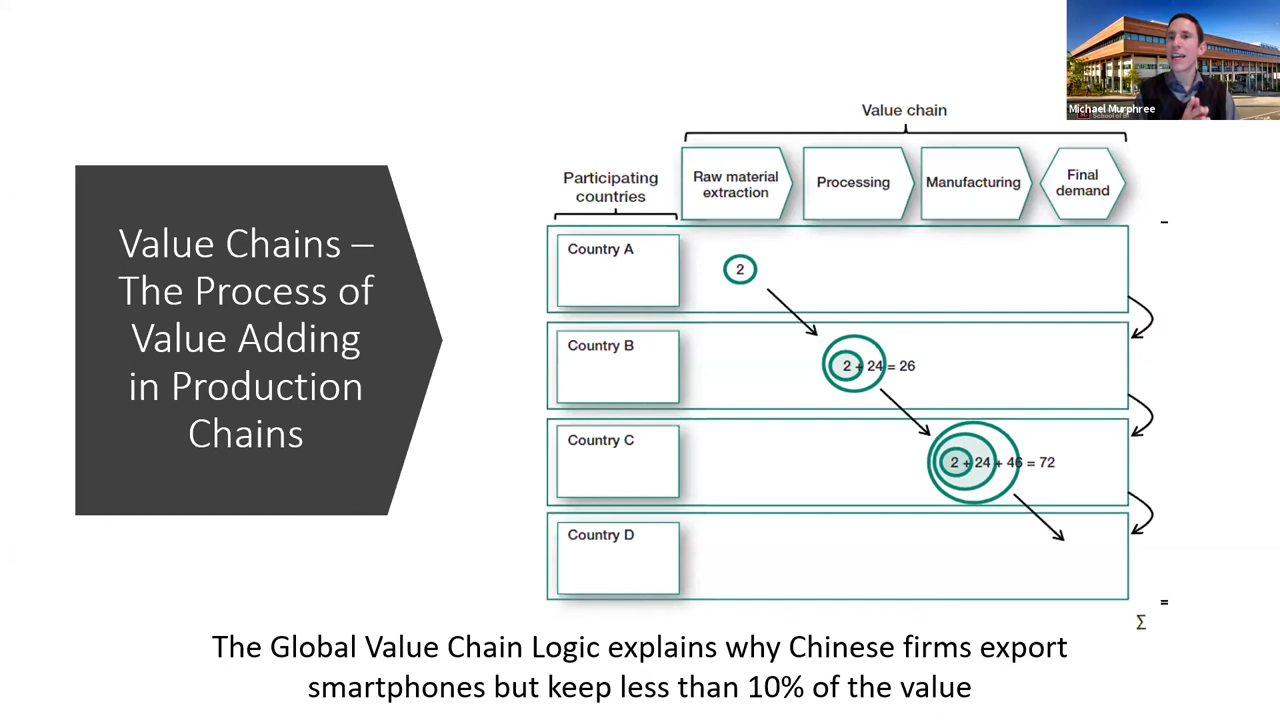 Michael Murphree
Value Chains –
The Process of
Value Adding
in Production
Chains
Value chain
Participating
countries
Raw material
extraction
Processing
Manufacturing
Final
demand
Country A
2
Country B
2 + 24 = 26
Country C
2 + 24 + 46 = 72
Country D
–
=
Σ
The Global Value Chain Logic explains why Chinese firms export
smartphones but keep less than 10% of the value